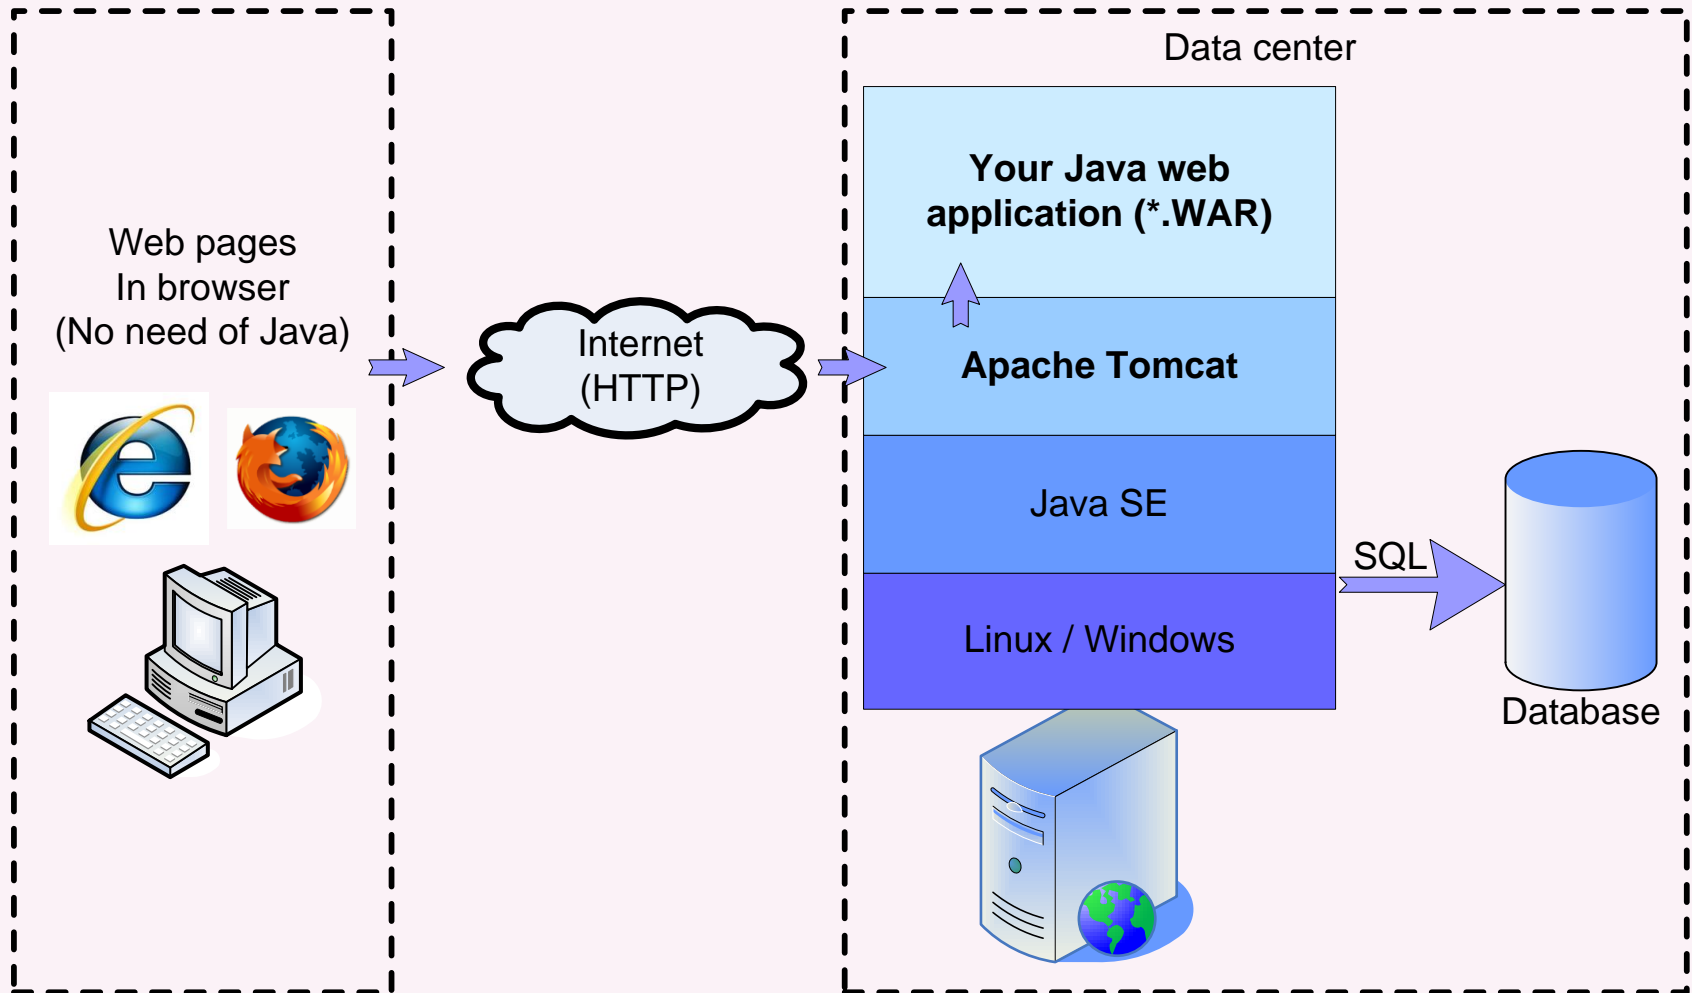 Data center
Web pages
In browser
(No need of Java)
Internet
(HTTP)
Your Java web
application (*.WAR)
Apache Tomcat
Java SE
Linux / Windows
SQL
Database